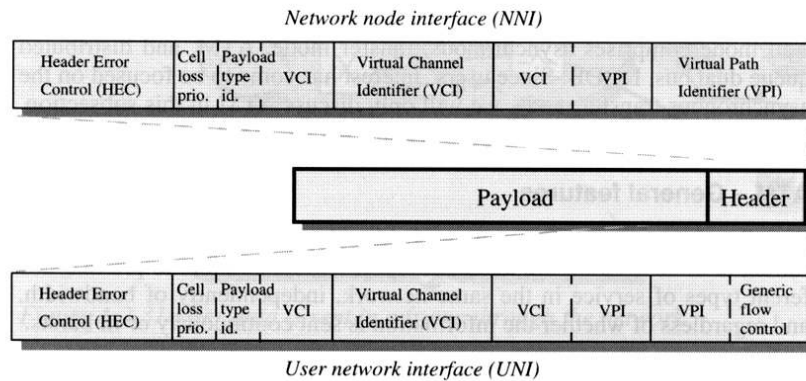 Network node interface (NNI)
Header Error Control (HEC)
Cell loss prio.
Payload type id.
VCI
Virtual Channel Identifier (VCI)
VCI
VPI
Virtual Path Identifier (VPI)
Payload
Header
Header Error Control (HEC)
Cell loss prio.
Payload type id.
VCI
Virtual Channel Identifier (VCI)
VCI
VPI
VPI
Generic flow control
User network interface (UNI)